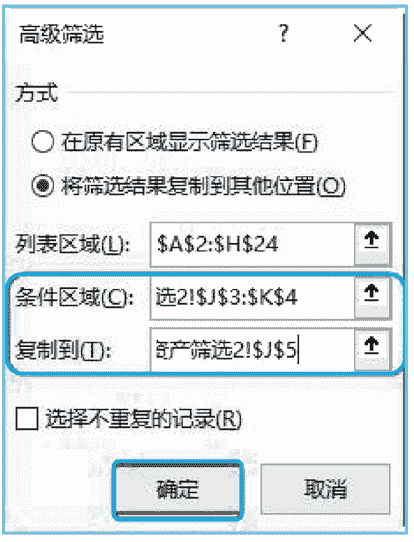 高级筛选 ? ×
方式
在原有区域显示筛选结果(F)
将筛选结果复制到其他位置(O)
列表区域(L): $A$2:$H$24
条件区域(C): 选2!$J$3:$K$4
复制到(T): 资产筛选2!$J$5
选择不重复的记录(R)
确定 取消